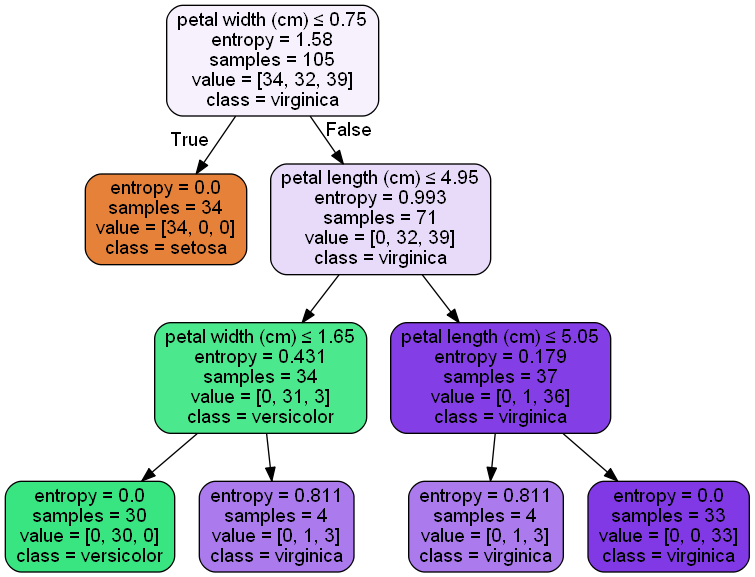 petal width (cm) ≤ 0.75
entropy = 1.58
samples = 105
value = [34, 32, 39]
class = virginica
True
False
entropy = 0.0
samples = 34
value = [34, 0, 0]
class = setosa
petal length (cm) ≤ 4.95
entropy = 0.993
samples = 71
value = [0, 32, 39]
class = virginica
petal width (cm) ≤ 1.65
entropy = 0.431
samples = 34
value = [0, 31, 3]
class = versicolor
petal length (cm) ≤ 5.05
entropy = 0.179
samples = 37
value = [0, 1, 36]
class = virginica
entropy = 0.0
samples = 30
value = [0, 30, 0]
class = versicolor
entropy = 0.811
samples = 4
value = [0, 1, 3]
class = virginica
entropy = 0.811
samples = 4
value = [0, 1, 3]
class = virginica
entropy = 0.0
samples = 33
value = [0, 0, 33]
class = virginica